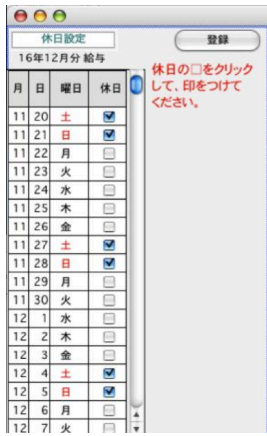 休日設定
登録
16年12月分 給与
休日の□をクリック
して、印をつけて
ください。
月 日 曜日 休日
11 20 土
11 21 日
11 22 月
11 23 火
11 24 水
11 25 木
11 26 金
11 27 土
11 28 日
11 29 月
11 30 火
12 1 水
12 2 木
12 3 金
12 4 土
12 5 日
12 6 月
12 7 火